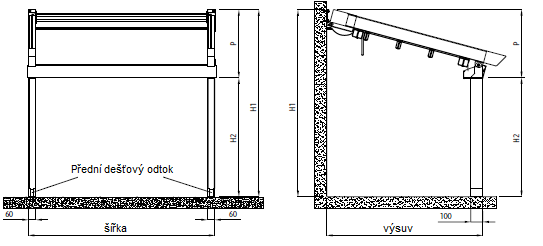 P
H1
H2
Přední dešťový odtok
60
60
šířka
H1
P
H2
100
výsuv